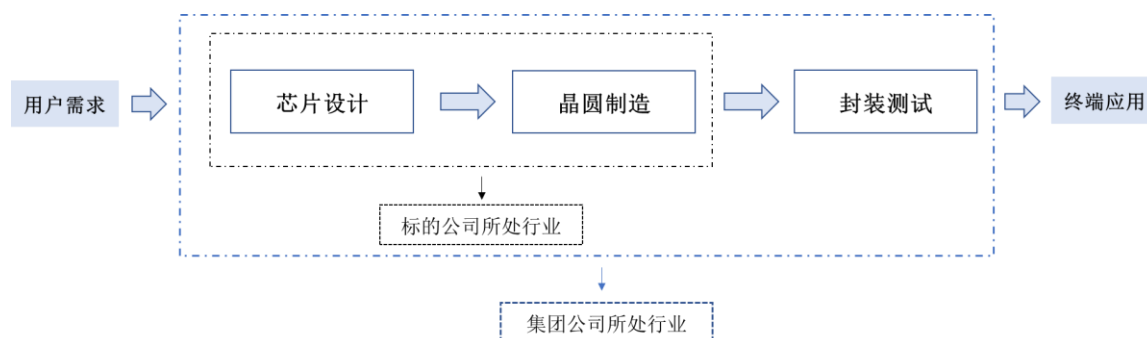 用户需求
芯片设计
晶圆制造
封装测试
终端应用
标的公司所处行业
集团公司所处行业